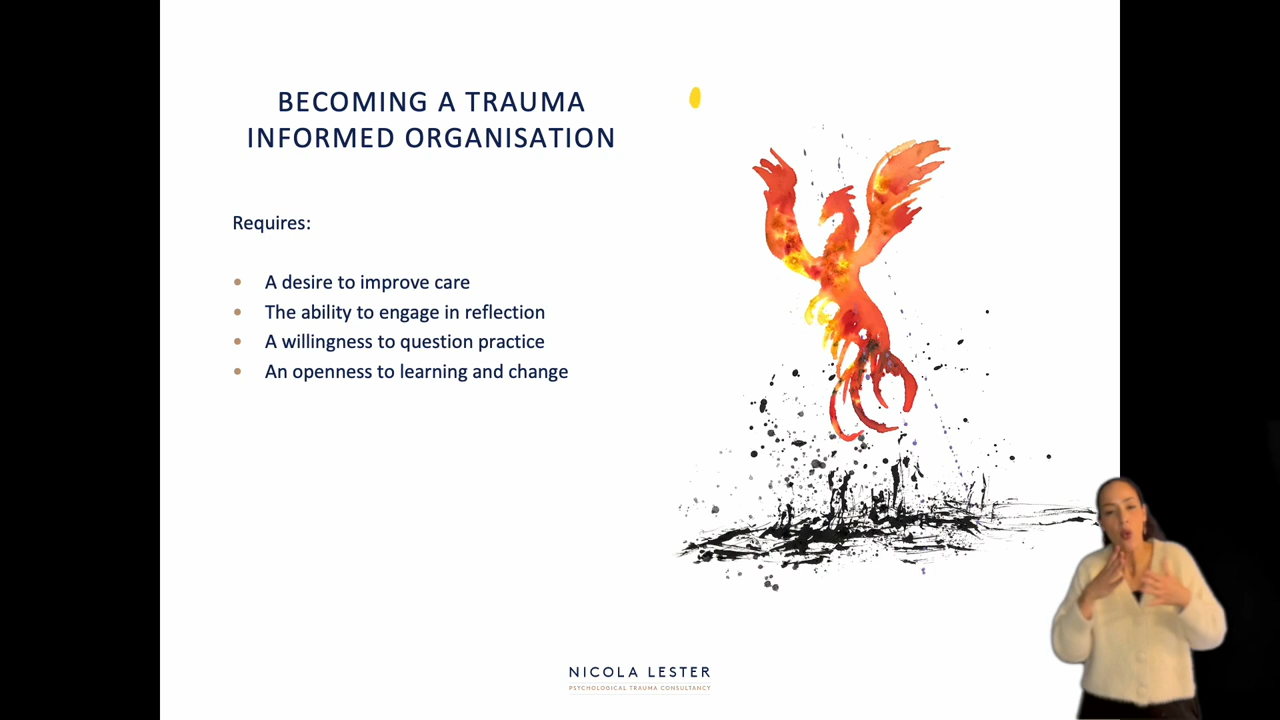 BECOMING A TRAUMA
INFORMED ORGANISATION
Requires:
• A desire to improve care
• The ability to engage in reflection
• A willingness to question practice
• An openness to learning and change
NICOLA LESTER
PSYCHOLOGICAL TRAUMA CONSULTANCY